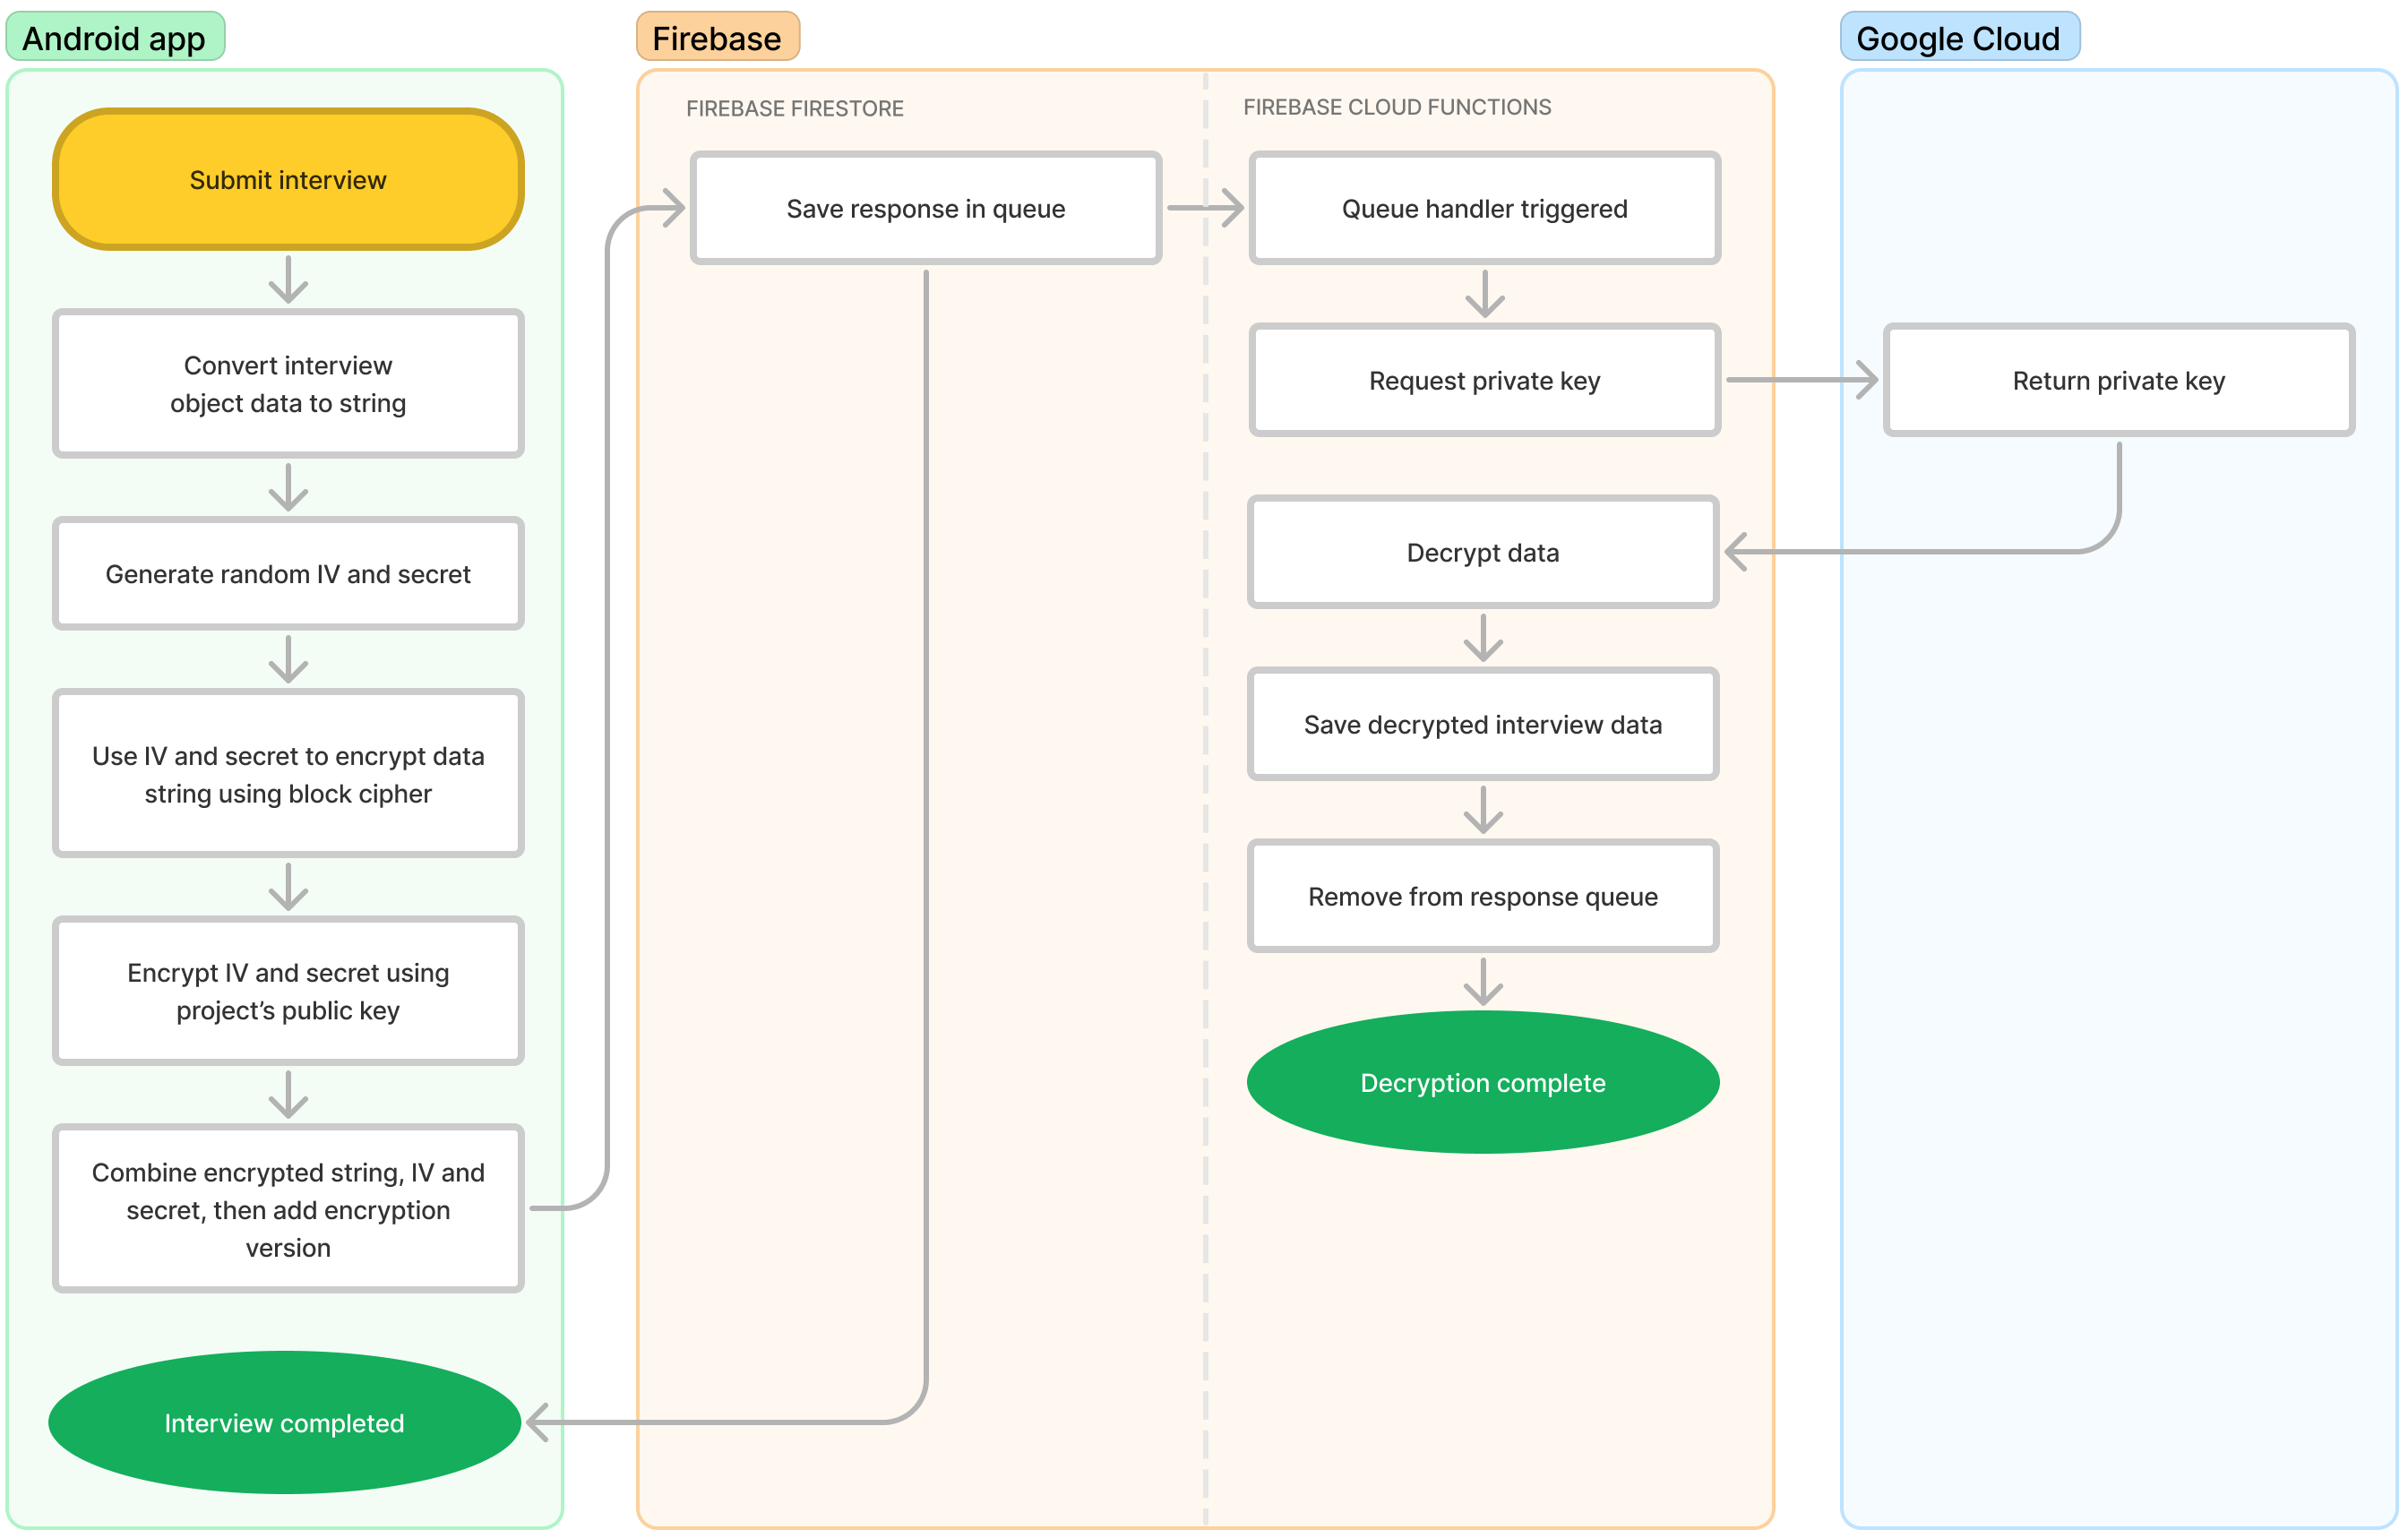 Android app
Submit interview
Convert interview
object data to string
Generate random IV and secret
Use IV and secret to encrypt data
string using block cipher
Encrypt IV and secret using
project’s public key
Combine encrypted string, IV and
secret, then add encryption
version
Interview completed
Firebase
FIREBASE FIRESTORE
Save response in queue
FIREBASE CLOUD FUNCTIONS
Queue handler triggered
Request private key
Decrypt data
Save decrypted interview data
Remove from response queue
Decryption complete
Google Cloud
Return private key